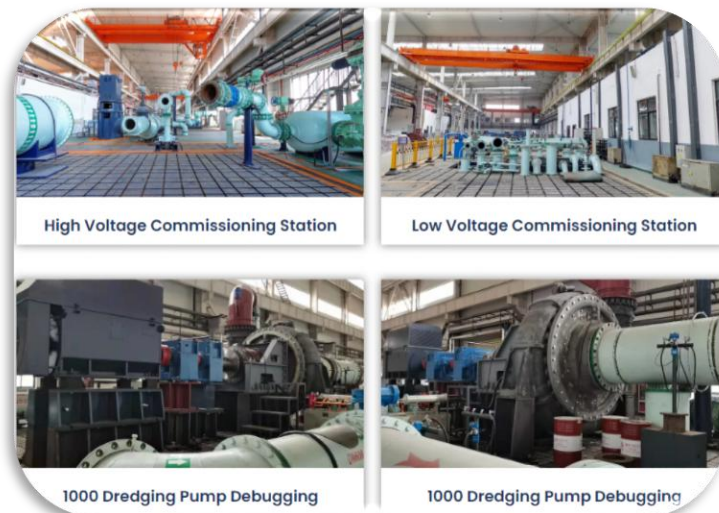 High Voltage Commissioning Station
Low Voltage Commissioning Station
1000 Dredging Pump Debugging
1000 Dredging Pump Debugging